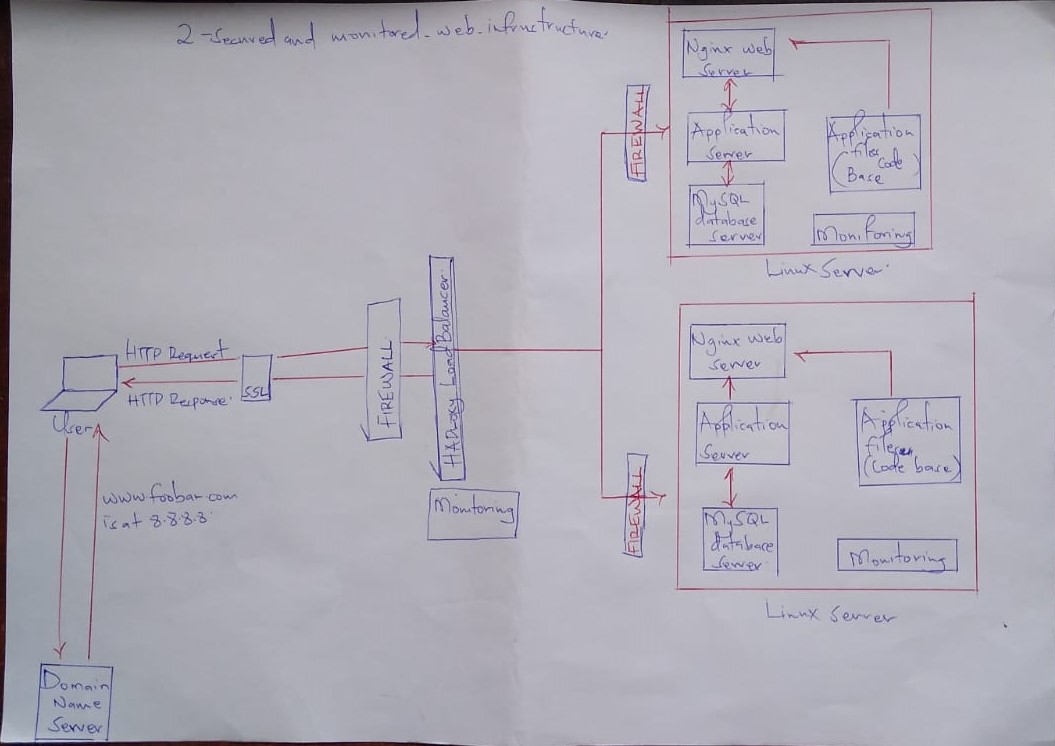 2-Secured and monitored-web-infrustructure.
FIREWALL
Nginx web
Server
Application
Server
MySQL
database
Server
Application
(files Code
Base)
Monitoring
Linux Server.
HTTP Request
HTTP Response.
SSL
FIREWALL
HAProxy Load Balancer.
Monitoring
User
www.foobar.com
is at 8.8.8.8.
Domain
Name
Server
FIREWALL
Nginx web
Server
Application
Server
MySQL
database
Server
Application
files
(Code base)
Monitoring
Linux Server